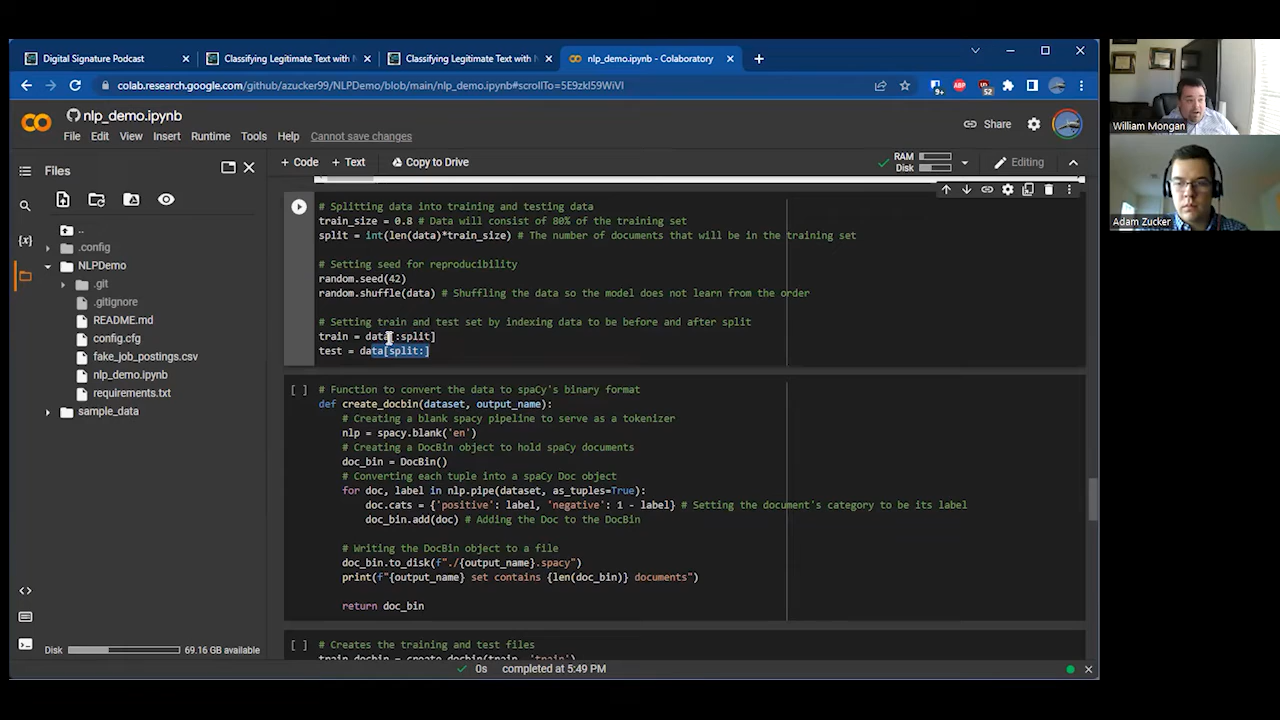 Digital Signature Podcast
Classifying Legitimate Text with N
Classifying Legitimate Text with N
nlp_demo.ipynb - Colaboratory
colab.research.google.com/github/azucker99/NLPDemo/blob/main/nlp_demo.ipynb#scrollTo=5E9zkI59WiVI
9+
ABP
52
nlp_demo.ipynb
File Edit View Insert Runtime Tools Help Cannot save changes
Share
+ Code + Text Copy to Drive
RAM
Disk
Editing
Files
..
.config
NLPDemo
.git
.gitignore
README.md
config.cfg
fake_job_postings.csv
nlp_demo.ipynb
requirements.txt
sample_data
Disk 69.16 GB available
# Splitting data into training and testing data
train_size = 0.8 # Data will consist of 80% of the training set
split = int(len(data)*train_size) # The number of documents that will be in the training set
# Setting seed for reproducibility
random.seed(42)
random.shuffle(data) # Shuffling the data so the model does not learn from the order
# Setting train and test set by indexing data to be before and after split
train = data[:split]
test = data[split:]
[ ] # Function to convert the data to spaCy's binary format
def create_docbin(dataset, output_name):
# Creating a blank spacy pipeline to serve as a tokenizer
nlp = spacy.blank('en')
# Creating a DocBin object to hold spaCy documents
doc_bin = DocBin()
# Converting each tuple into a spaCy Doc object
for doc, label in nlp.pipe(dataset, as_tuples=True):
doc.cats = {'positive': label, 'negative': 1 - label} # Setting the document's category to be its label
doc_bin.add(doc) # Adding the Doc to the DocBin
# Writing the DocBin object to a file
doc_bin.to_disk(f"./{output_name}.spacy")
print(f"{output_name} set contains {len(doc_bin)} documents")
return doc_bin
[ ] # Creates the training and test files
train_docbin = create_docbin(train, 'train')
0s completed at 5:49 PM
William Mongan
Adam Zucker